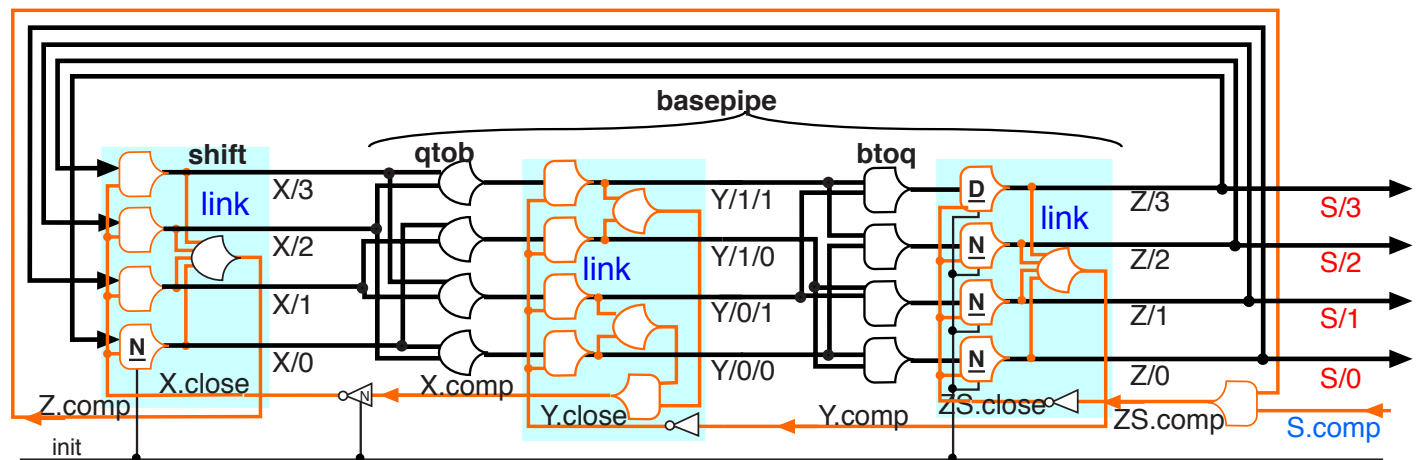 basepipe
shift
qtob
btoq
link
X/3
X/2
X/1
X/0
N
X.close
N
X.comp
link
Y/1/1
Y/1/0
Y/0/1
Y/0/0
Y.close
Y.comp
D
N
N
N
link
Z/3
Z/2
Z/1
Z/0
S/3
S/2
S/1
S/0
ZS.close
ZS.comp
S.comp
Z.comp
init